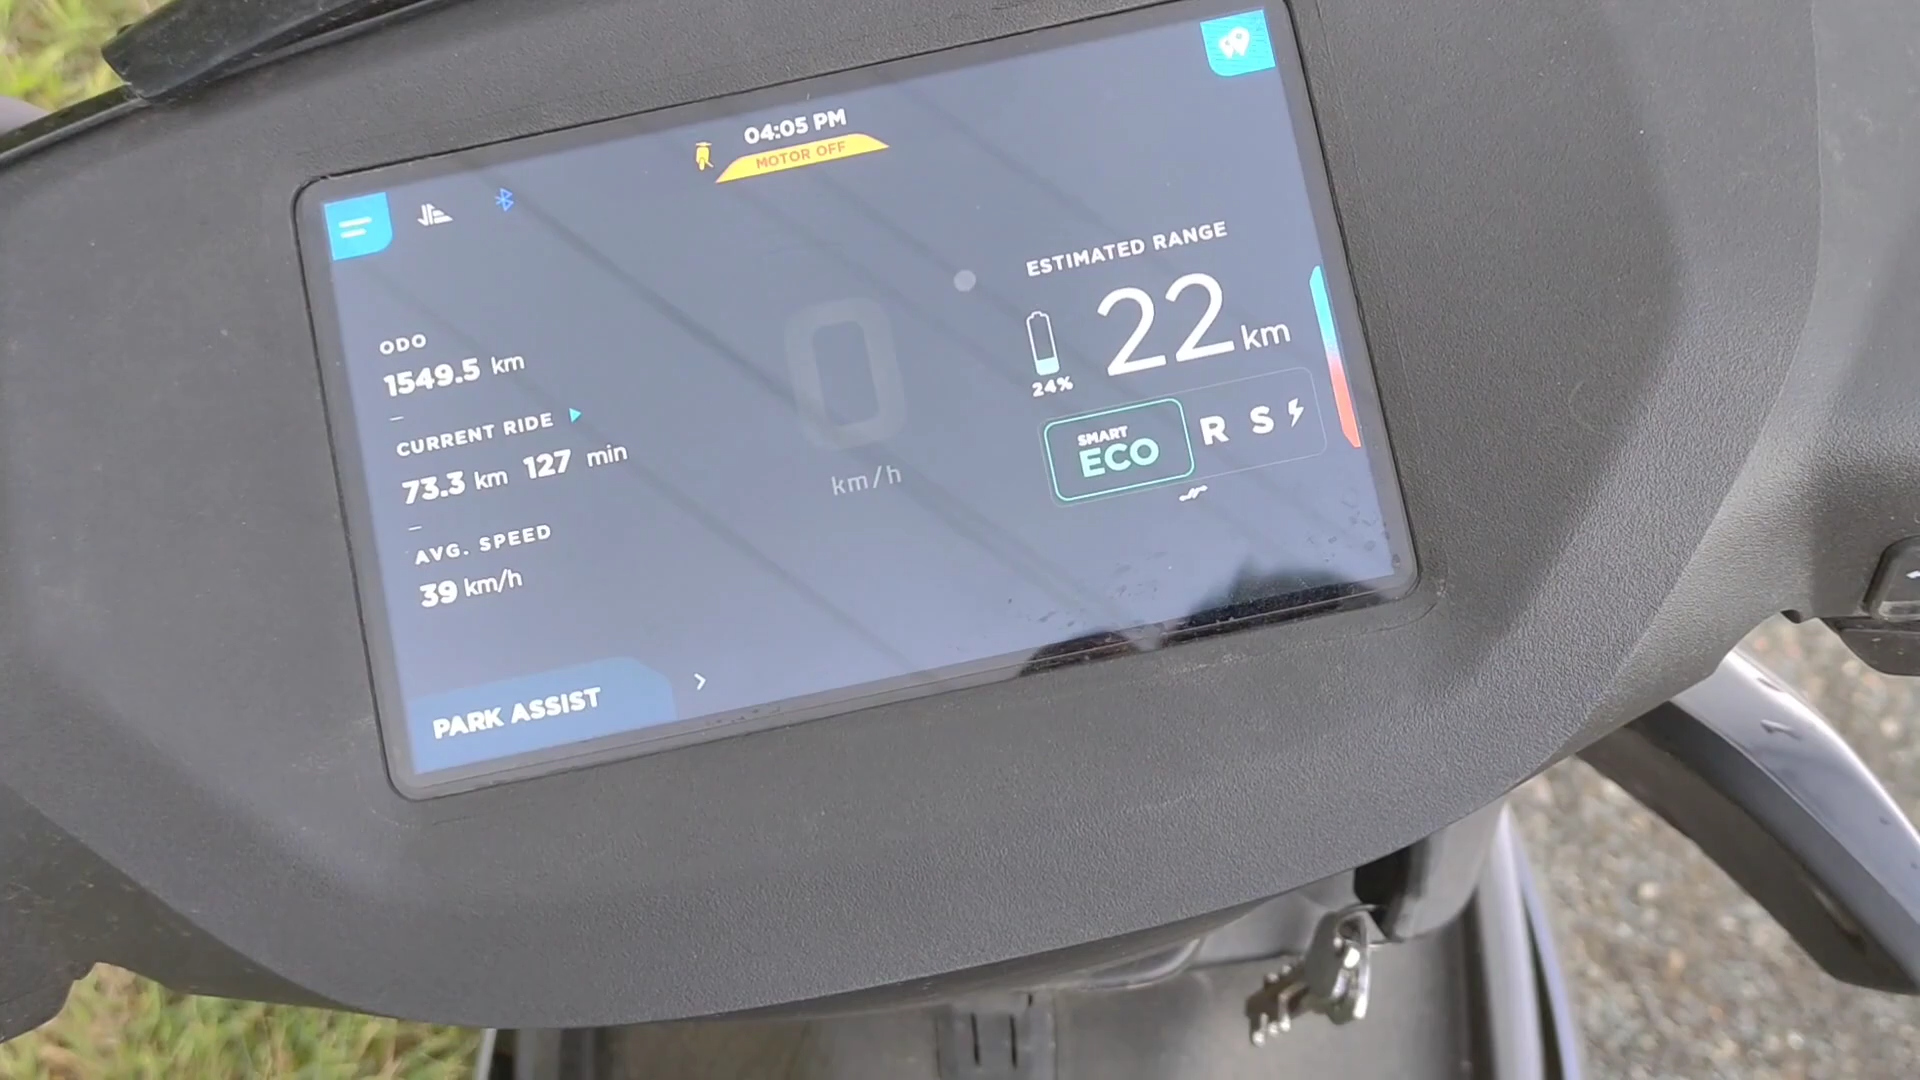 04:05 PM
MOTOR OFF
ODO
1549.5 km
CURRENT RIDE
73.3 km 127 min
AVG. SPEED
39 km/h
PARK ASSIST
0
km/h
ESTIMATED RANGE
22 km
24%
SMART
ECO R S